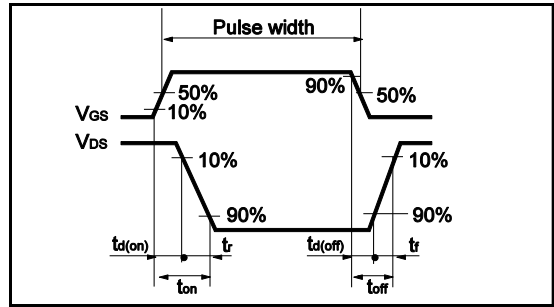 Pulse width
90%
50%
50%
10%
VGS
VDS
10%
10%
90%
90%
td(on)
tr
td(off)
tf
ton
toff